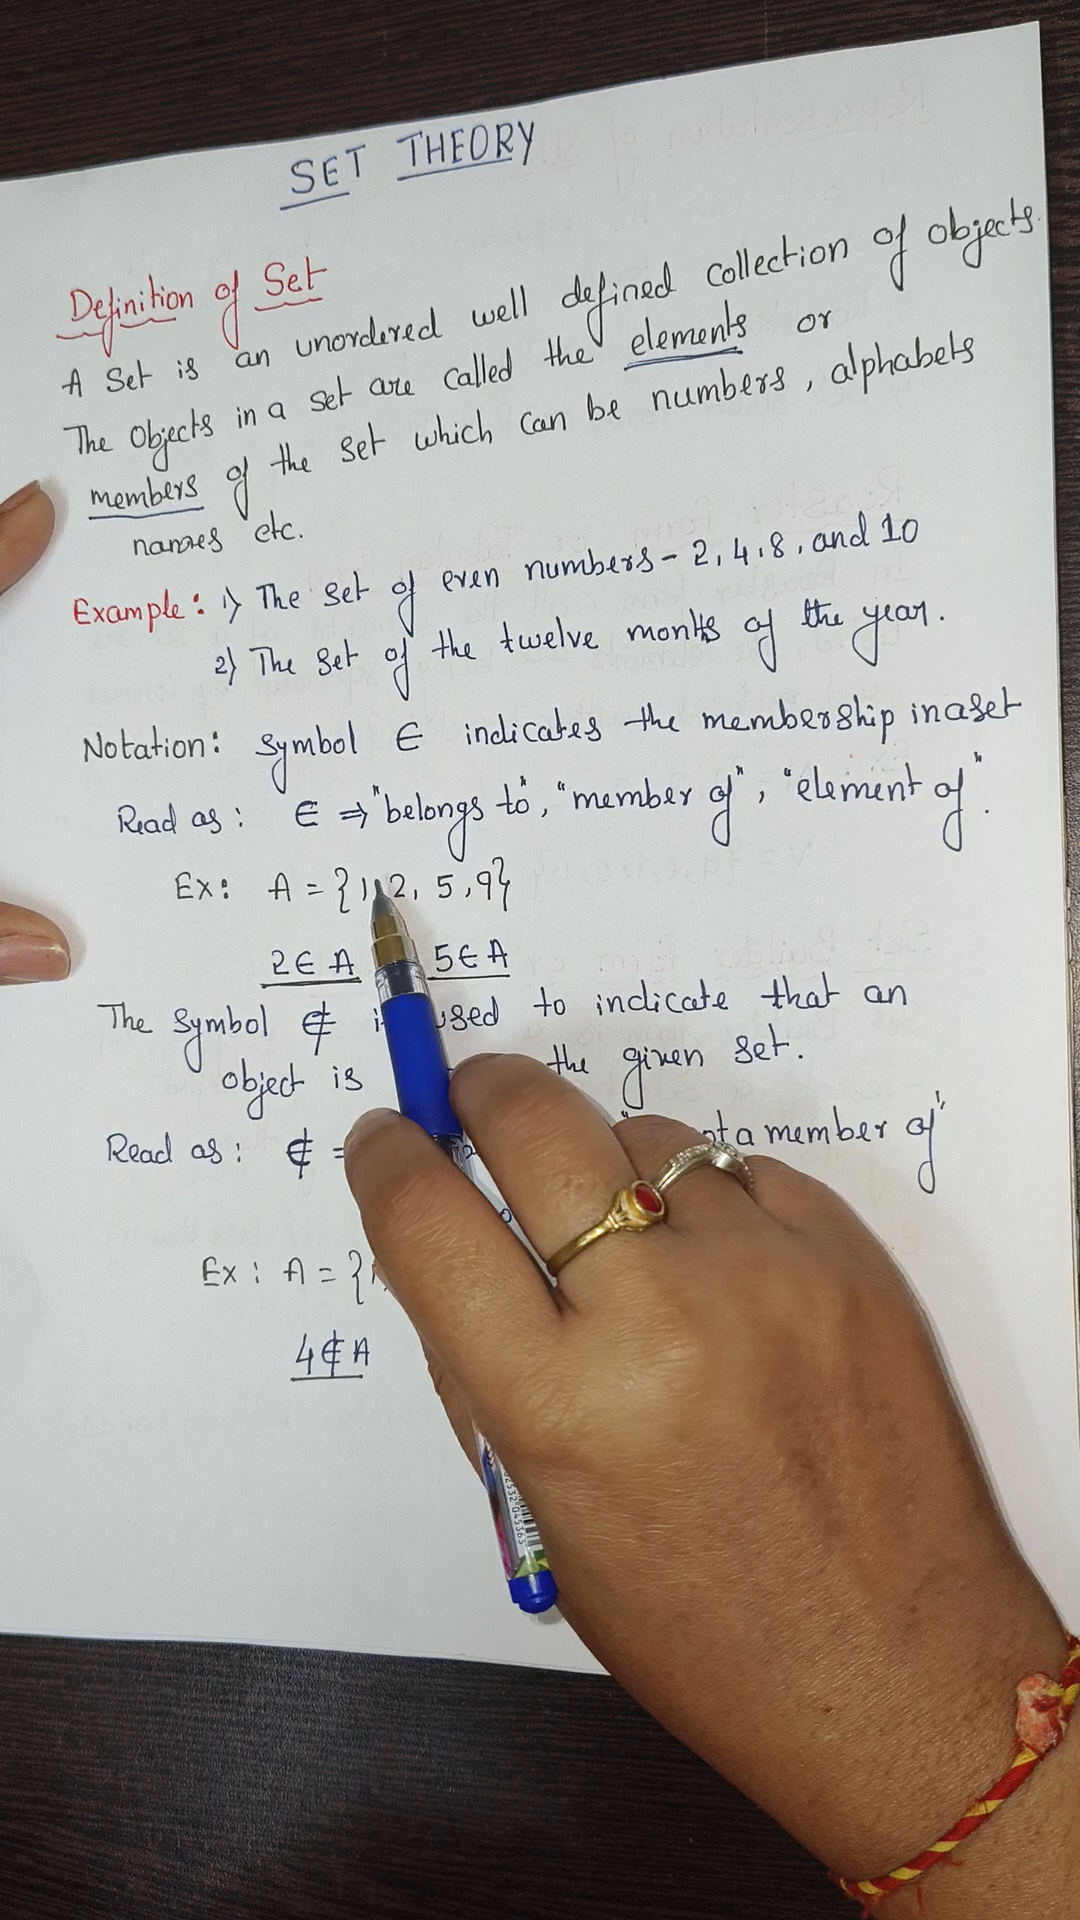 SET THEORY
Definition of Set
A Set is an unordered well defined collection of objects.
The Objects in a set are called the elements or
members of the set which can be numbers, alphabets
names etc.
Example: 1) The set of even numbers - 2, 4, 8, and 10
2) The set of the twelve months of the year.
Notation: symbol ∈ indicates the membership in a set
Read as: ∈ ⇒ "belongs to", "member of", "element of".
Ex: A = {1, 2, 5, 9}
2 ∈ A 5 ∈ A
The symbol ∉ used to indicate that an
object is the given set.
Read as: ∉ = not a member of"
Ex: A = {1,
4 ∉ A